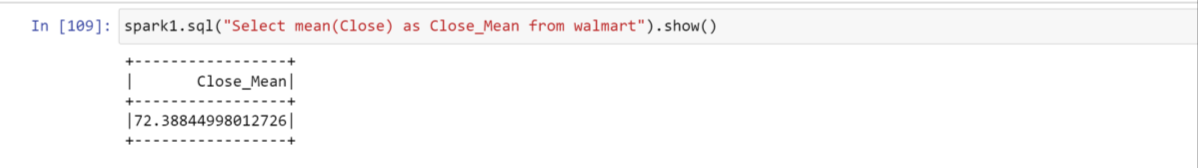 In [109]: spark1.sql("Select mean(Close) as Close_Mean from walmart").show()
+-----------------+
|       Close_Mean|
+-----------------+
|72.38844998012726|
+-----------------+